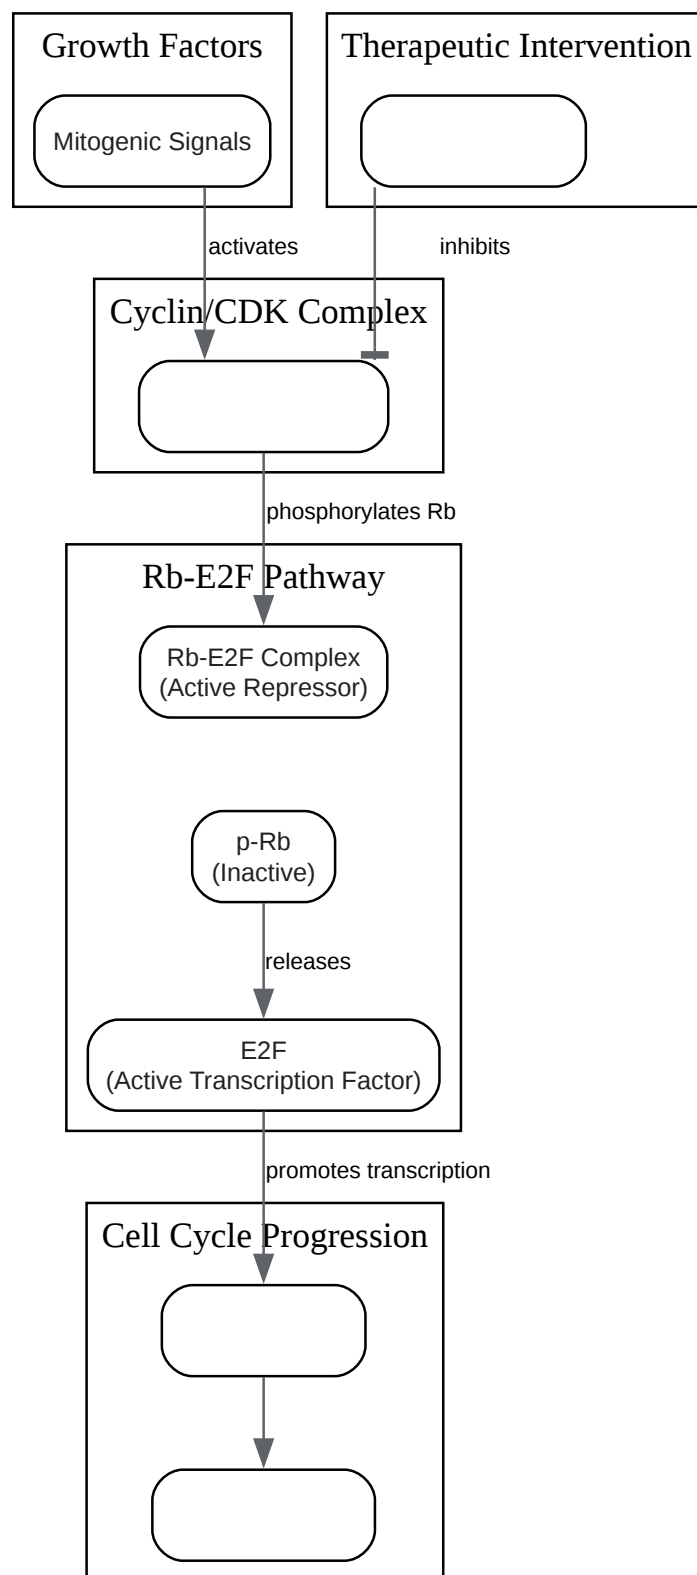 Growth Factors
Therapeutic Intervention
Mitogenic Signals
activates
inhibits
Cyclin/CDK Complex
phosphorylates Rb
Rb-E2F Pathway
Rb-E2F Complex
(Active Repressor)
p-Rb
(Inactive)
releases
E2F
(Active Transcription Factor)
promotes transcription
Cell Cycle Progression